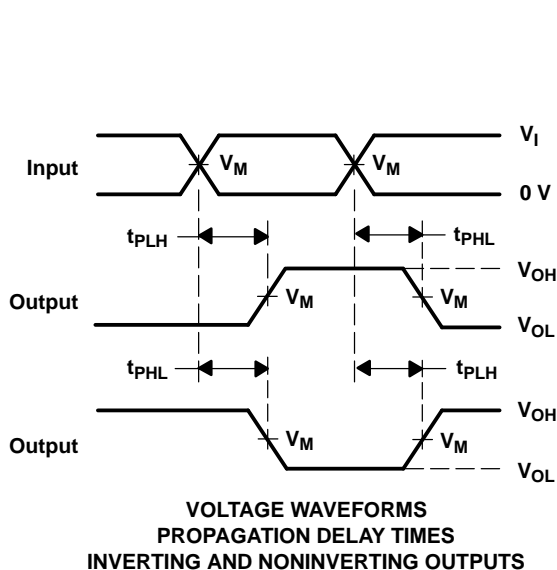 V_I
Input
V_M
V_M
0 V
t_PLH
t_PHL
V_OH
Output
V_M
V_M
V_OL
t_PHL
t_PLH
V_OH
Output
V_M
V_M
V_OL
VOLTAGE WAVEFORMS
PROPAGATION DELAY TIMES
INVERTING AND NONINVERTING OUTPUTS